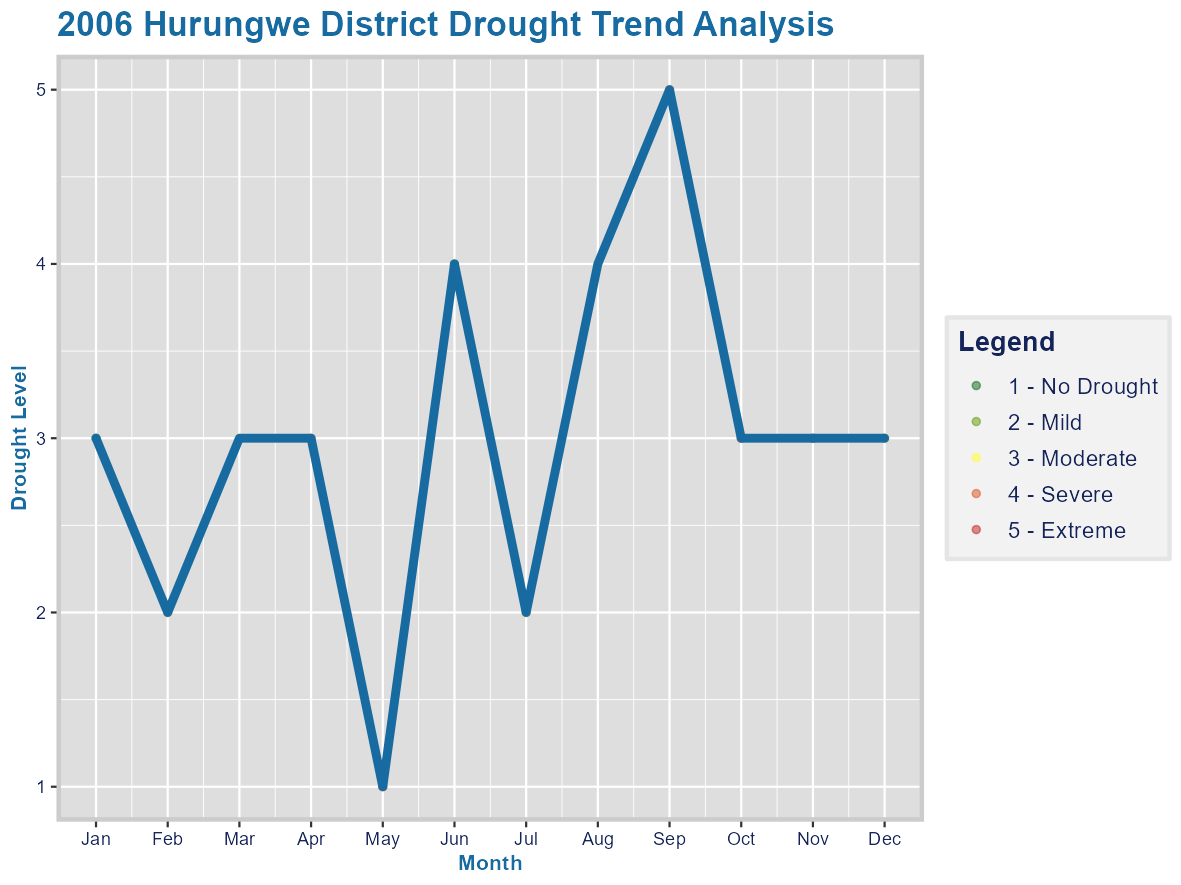 2006 Hurungwe District Drought Trend Analysis
5
4
3
2
1
Drought Level
Jan Feb Mar Apr May Jun Jul Aug Sep Oct Nov Dec
Month
Legend
1 - No Drought
2 - Mild
3 - Moderate
4 - Severe
5 - Extreme